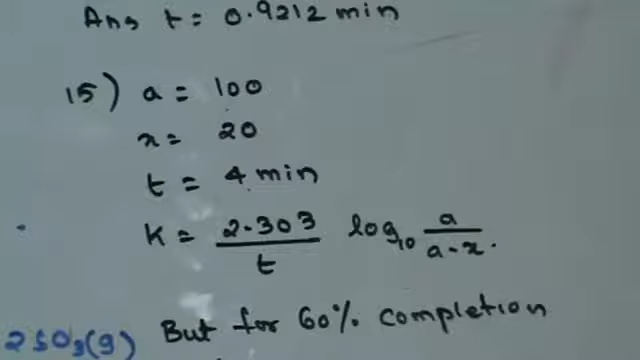 Ans t = 0.9212 min
15) a = 100
x = 20
t = 4 min
K = 2.303/t log₁₀ a/a-x.
But for 60% completion
2SO₃(g)